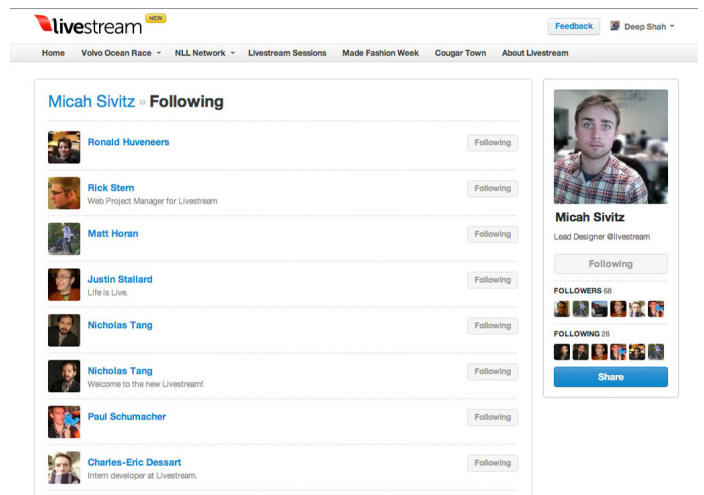 livestream NEW
Feedback Deep Shah
Home Volvo Ocean Race NLL Network Livestream Sessions Made Fashion Week Cougar Town About Livestream
Micah Sivitz » Following
Ronald Huveneers Following
Rick Stern Following
Web Project Manager for Livestream
Matt Horan Following
Justin Stallard Following
Life is Live.
Nicholas Tang Following
Nicholas Tang Following
Welcome to the new Livestream!
Paul Schumacher Following
Charles-Eric Dessart Following
Intern developer at Livestream.
Micah Sivitz
Lead Designer @livestream
Following
FOLLOWERS 68
FOLLOWING 28
Share